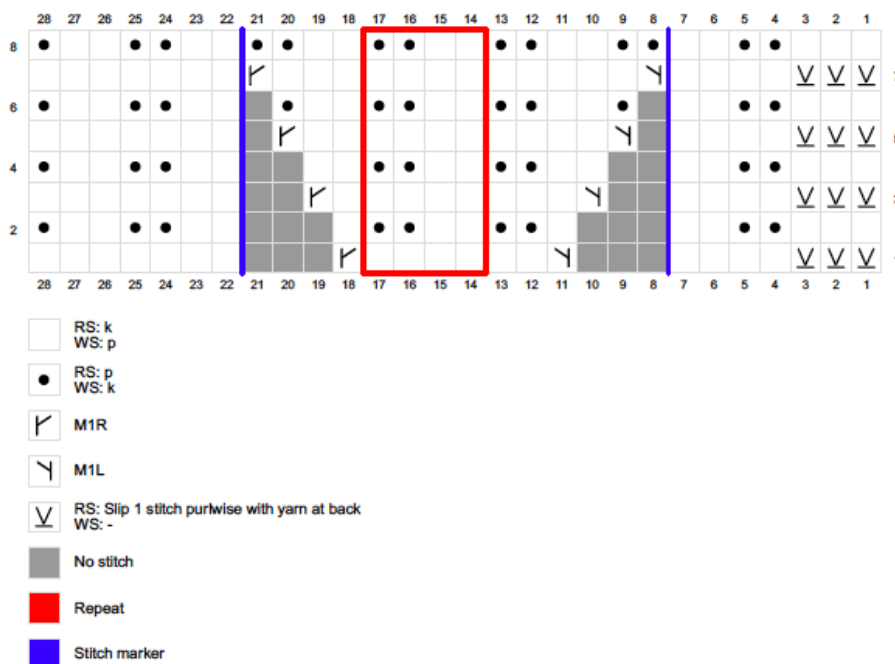 28 27 26 25 24 23 22 21 20 19 18 17 16 15 14 13 12 11 10 9 8 7 6 5 4 3 2 1
8
6
4
2
28 27 26 25 24 23 22 21 20 19 18 17 16 15 14 13 12 11 10 9 8 7 6 5 4 3 2 1
RS: k
WS: p
RS: p
WS: k
M1R
M1L
RS: Slip 1 stitch purlwise with yarn at back
WS: -
No stitch
Repeat
Stitch marker